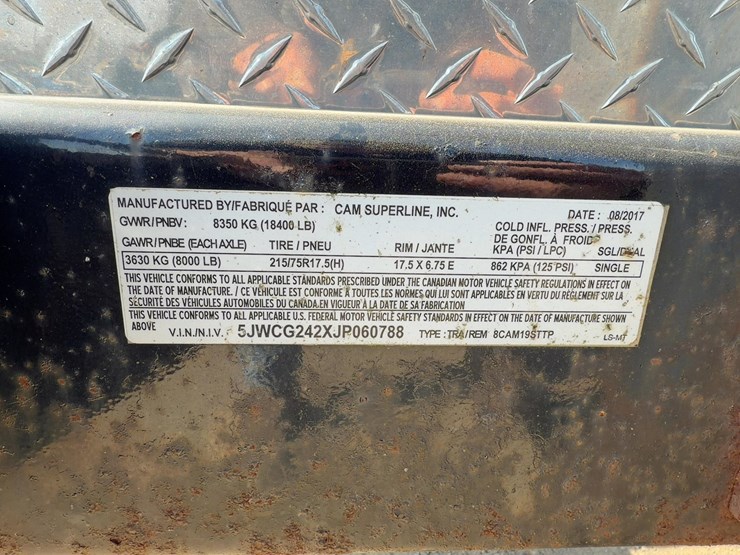 MANUFACTURED BY/FABRIQUÉ PAR : CAM SUPERLINE, INC. DATE : 08/2017
GVWR/PNBV: 8350 KG (18400 LB) COLD INFL. PRESS. / PRESS.
DE GONFL. À FROID
GAWR/PNBE (EACH AXLE) TIRE / PNEU RIM / JANTE KPA (PSI / LPC) SGL/DUAL
3630 KG (8000 LB) 215/75R17.5(H) 17.5 X 6.75 E 862 KPA (125 PSI) SINGLE
THIS VEHICLE CONFORMS TO ALL APPLICABLE STANDARDS PRESCRIBED UNDER THE CANADIAN MOTOR VEHICLE SAFETY REGULATIONS IN EFFECT ON
THE DATE OF MANUFACTURE. / CE VÉHICULE EST CONFORME À TOUTES LES NORMES QUI LUI SONT APPLICABLES EN VERTU DU RÈGLEMENT SUR LA
SÉCURITÉ DES VÉHICULES AUTOMOBILES DU CANADA EN VIGUEUR À LA DATE DE SA FABRICATION
THIS VEHICLE CONFORMS TO ALL APPLICABLE U.S. FEDERAL MOTOR VEHICLE SAFETY STANDARDS IN EFFECT ON THE DATE OF MANUFACTURE SHOWN
ABOVE V.I.N./N.I.V. 5JWCG242XJP060788 TYPE : TRA/REM 8CAM19STTP LS-MT